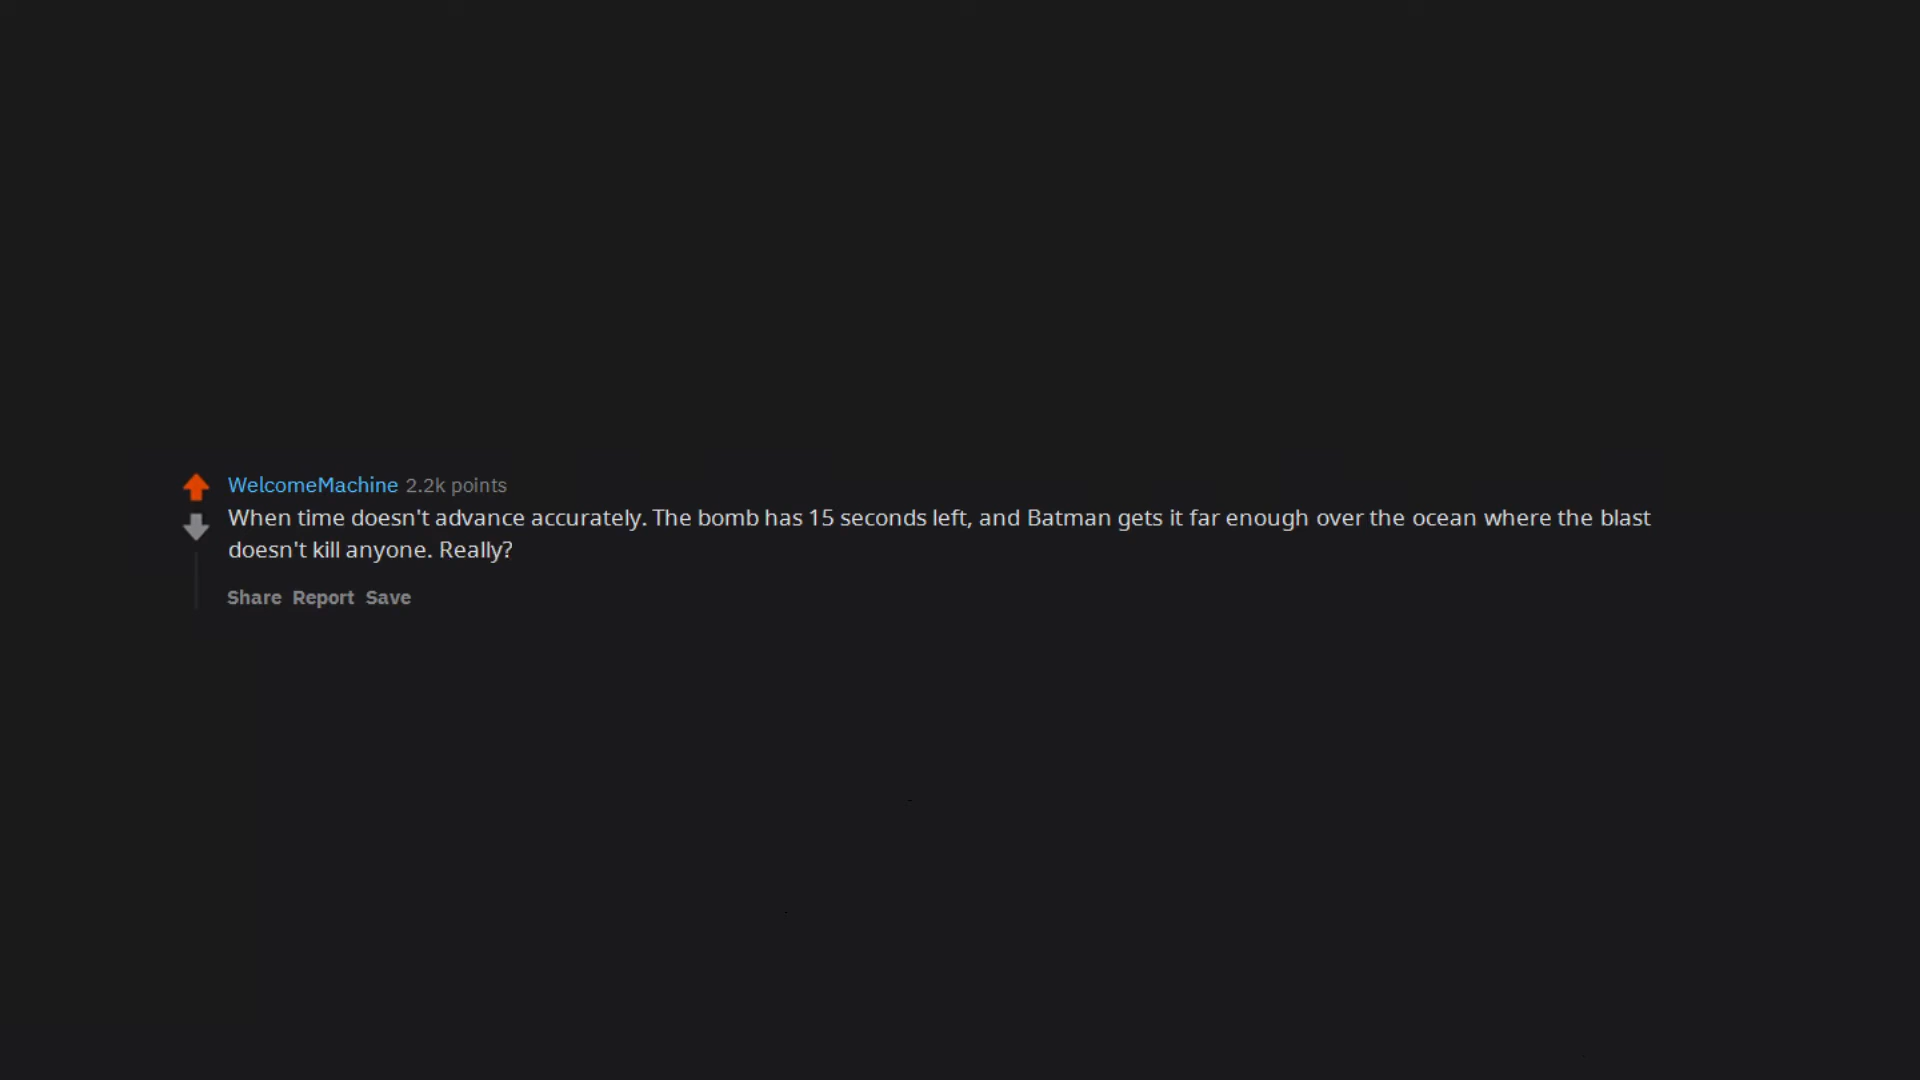 WelcomeMachine 2.2k points
When time doesn't advance accurately. The bomb has 15 seconds left, and Batman gets it far enough over the ocean where the blast
doesn't kill anyone. Really?
Share Report Save